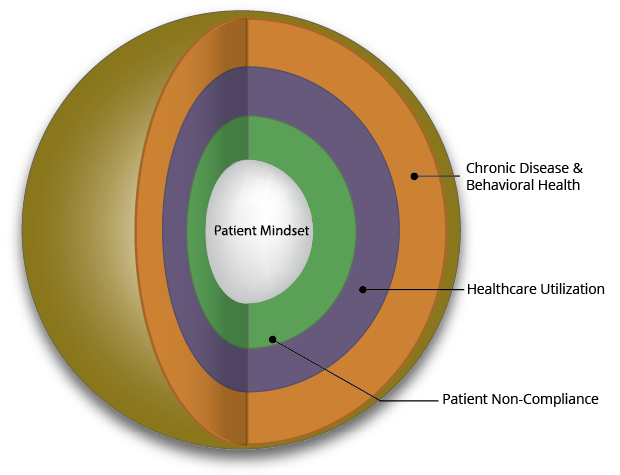 Chronic Disease &
Behavioral Health
Patient Mindset
Healthcare Utilization
Patient Non-Compliance